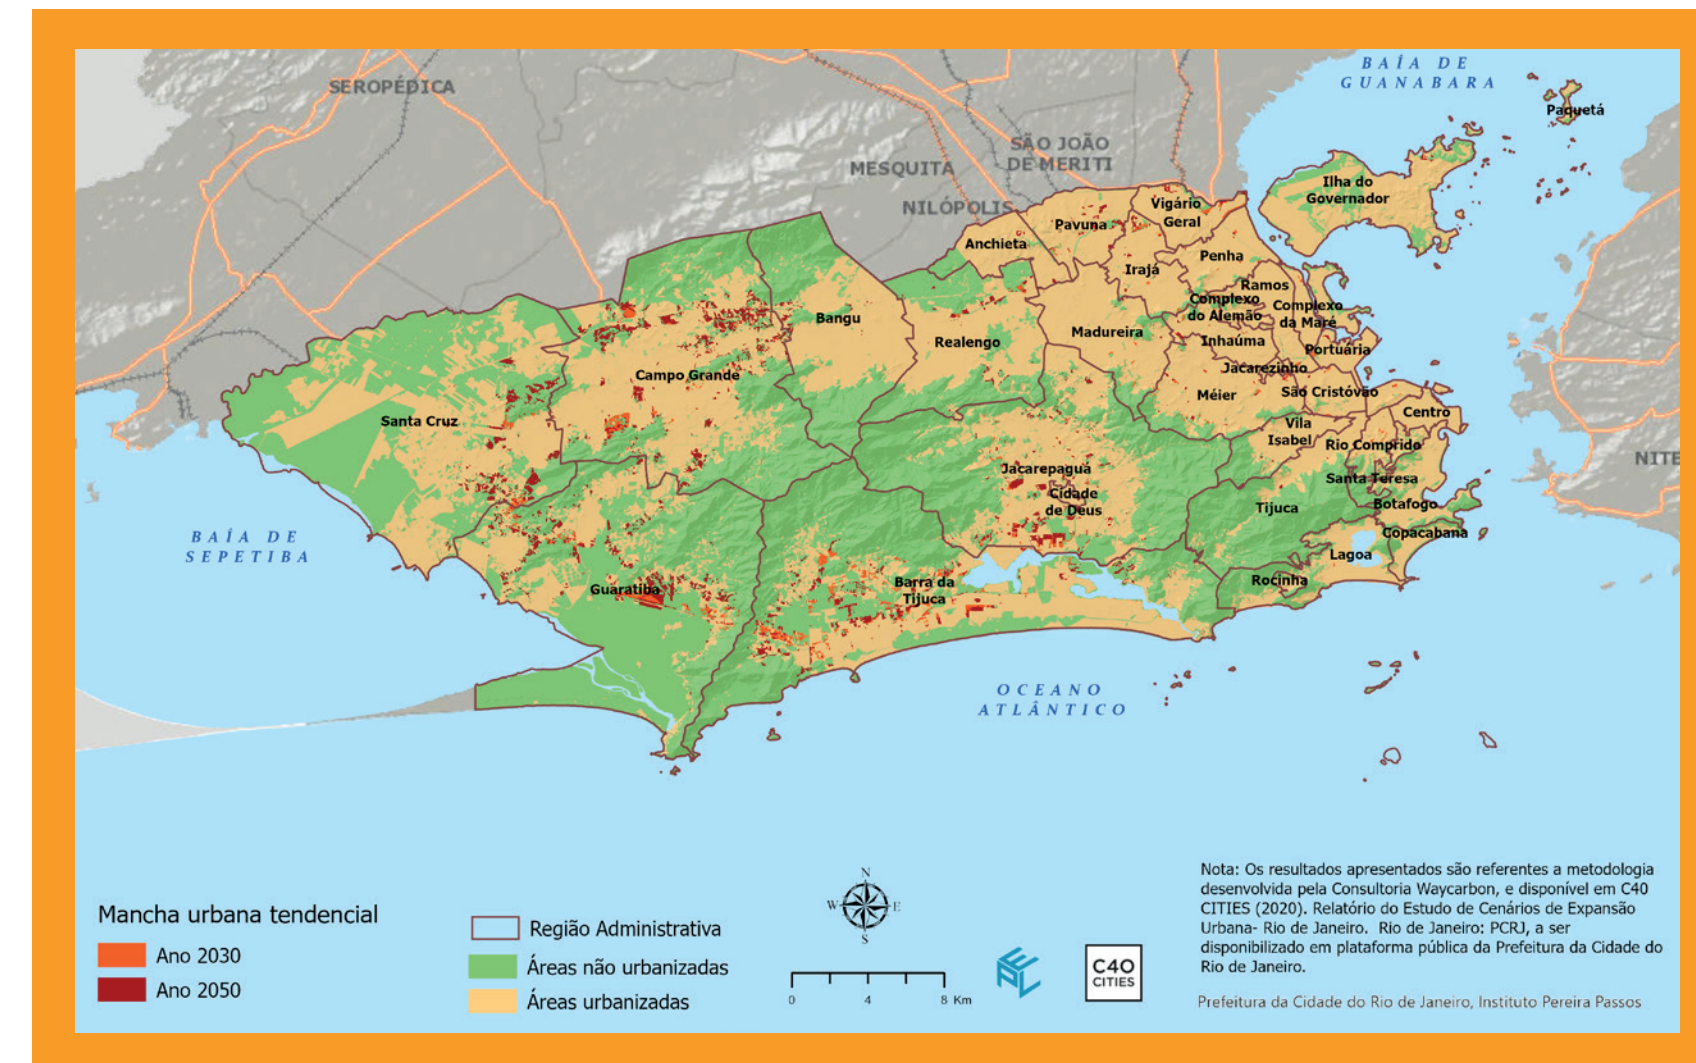 BAÍA DE
GUANABARA
SEROPÉDICA
Paquetá
SÃO JOÃO
DE MERITI
MESQUITA
NILÓPOLIS
Ilha do
Governador
Vigário
Geral
Pavuna
Anchieta
Penha
Irajá
Ramos
Complexo
do Alemão
Complexo
da Maré
Bangu
Madureira
Realengo
Inhaúma
Portuária
Jacarezinho
Campo Grande
São Cristóvão
Méier
Centro
Santa Cruz
Vila
Isabel
Rio Comprido
NITE
Jacarepaguá
Santa Teresa
Cidade
de Deus
Botafogo
Tijuca
Copacabana
BAÍA DE
SEPETIBA
Lagoa
Rocinha
Guaratiba
Barra da
Tijuca
OCEANO
ATLÂNTICO
Mancha urbana tendencial
Ano 2030
Ano 2050
Região Administrativa
Áreas não urbanizadas
Áreas urbanizadas
N
W
E
S
0 4 8 Km
EPL
C40
CITIES
Nota: Os resultados apresentados são referentes a metodologia
desenvolvida pela Consultoria Waycarbon, e disponível em C40
CITIES (2020). Relatório do Estudo de Cenários de Expansão
Urbana- Rio de Janeiro. Rio de Janeiro: PCRJ, a ser
disponibilizado em plataforma pública da Prefeitura da Cidade do
Rio de Janeiro.
Prefeitura da Cidade do Rio de Janeiro, Instituto Pereira Passos